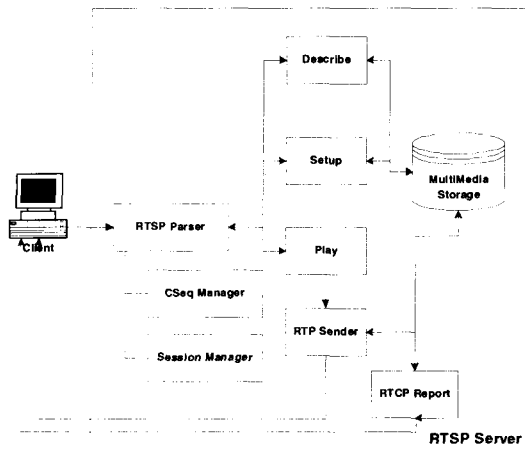 Describe
Setup
MultiMedia
Storage
Client
RTSP Parser
Play
CSeq Manager
RTP Sender
Session Manager
RTCP Report
RTSP Server